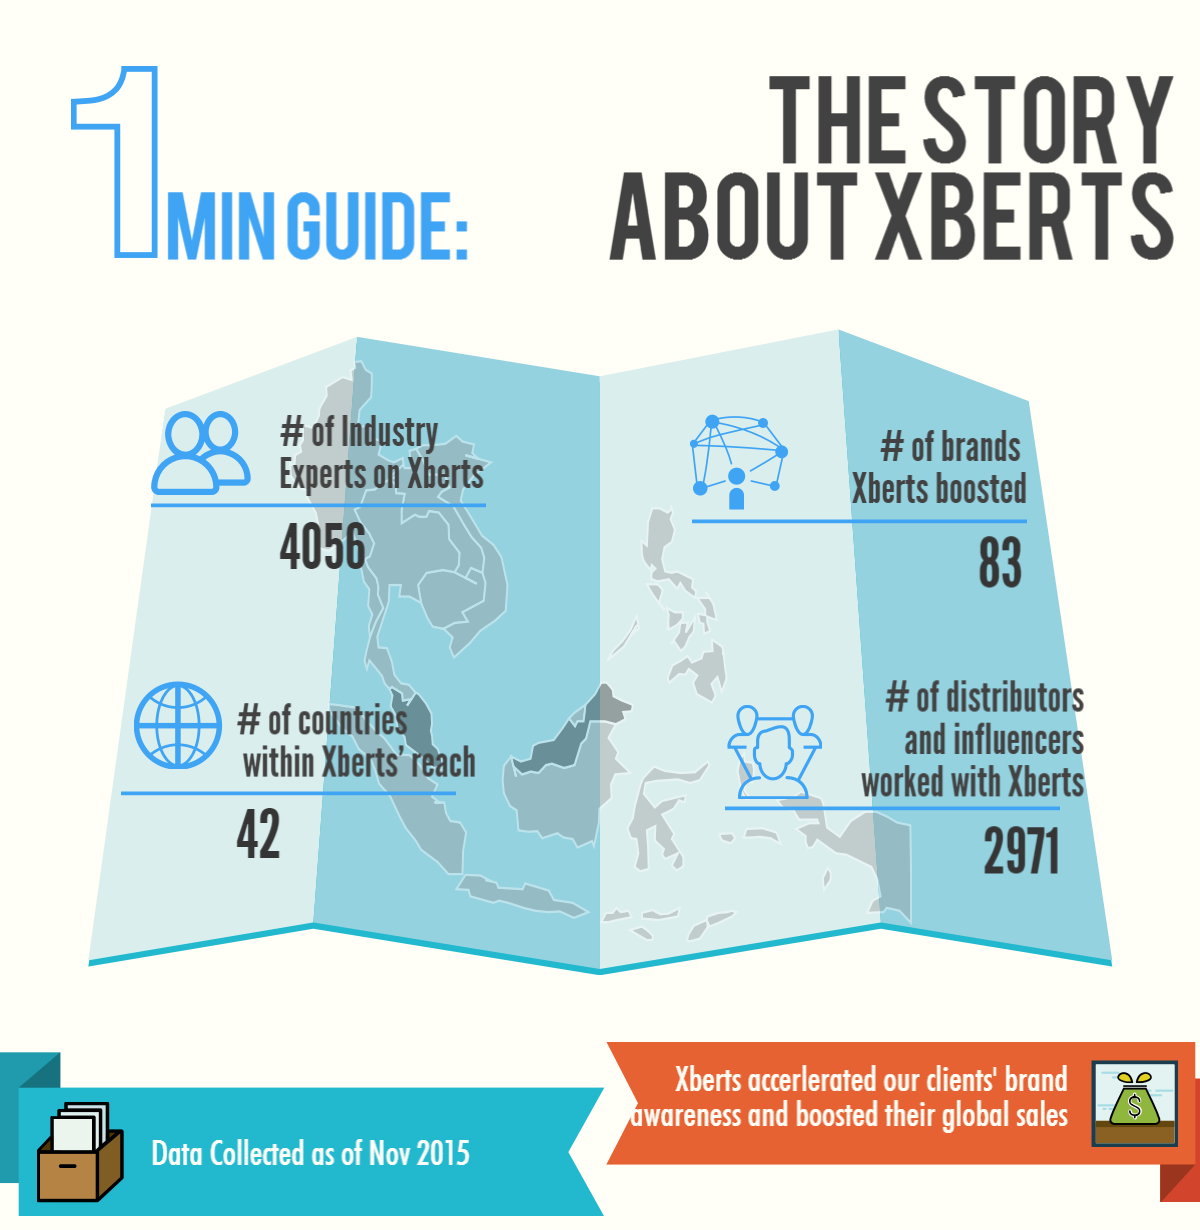 1 MIN GUIDE:
THE STORY
ABOUT XBERTS
# of Industry
Experts on Xberts
4056
# of brands
Xberts boosted
83
# of countries
within Xberts’ reach
42
# of distributors
and influencers
worked with Xberts
2971
Xberts accerlerated our clients' brand
awareness and boosted their global sales
$
Data Collected as of Nov 2015